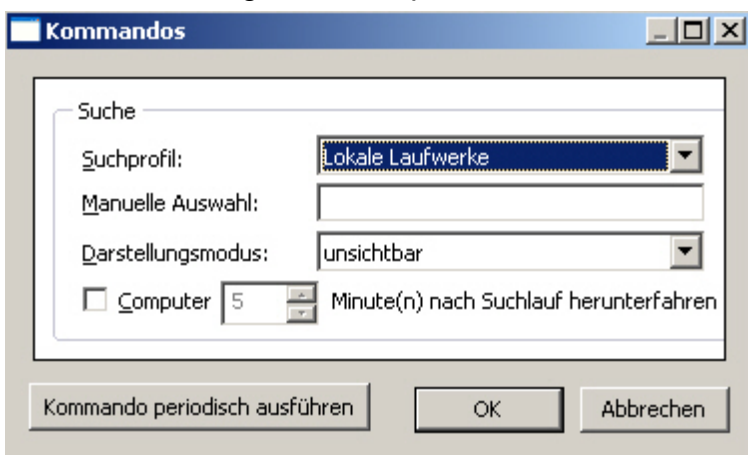 Kommandos
Suche
Suchprofil: Lokale Laufwerke
Manuelle Auswahl:
Darstellungsmodus: unsichtbar
Computer 5 Minute(n) nach Suchlauf herunterfahren
Kommando periodisch ausführen OK Abbrechen